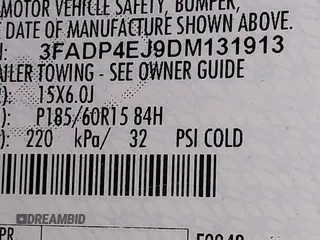 MOTOR VEHICLE SAFETY, BUMPER,
DATE OF MANUFACTURE SHOWN ABOVE.
: 3FADP4EJ9DM131913
AILER TOWING - SEE OWNER GUIDE
): 15X6.0J
): P185/60R15 84H
): 220 kPa/ 32 PSI COLD
DREAMBID
PR